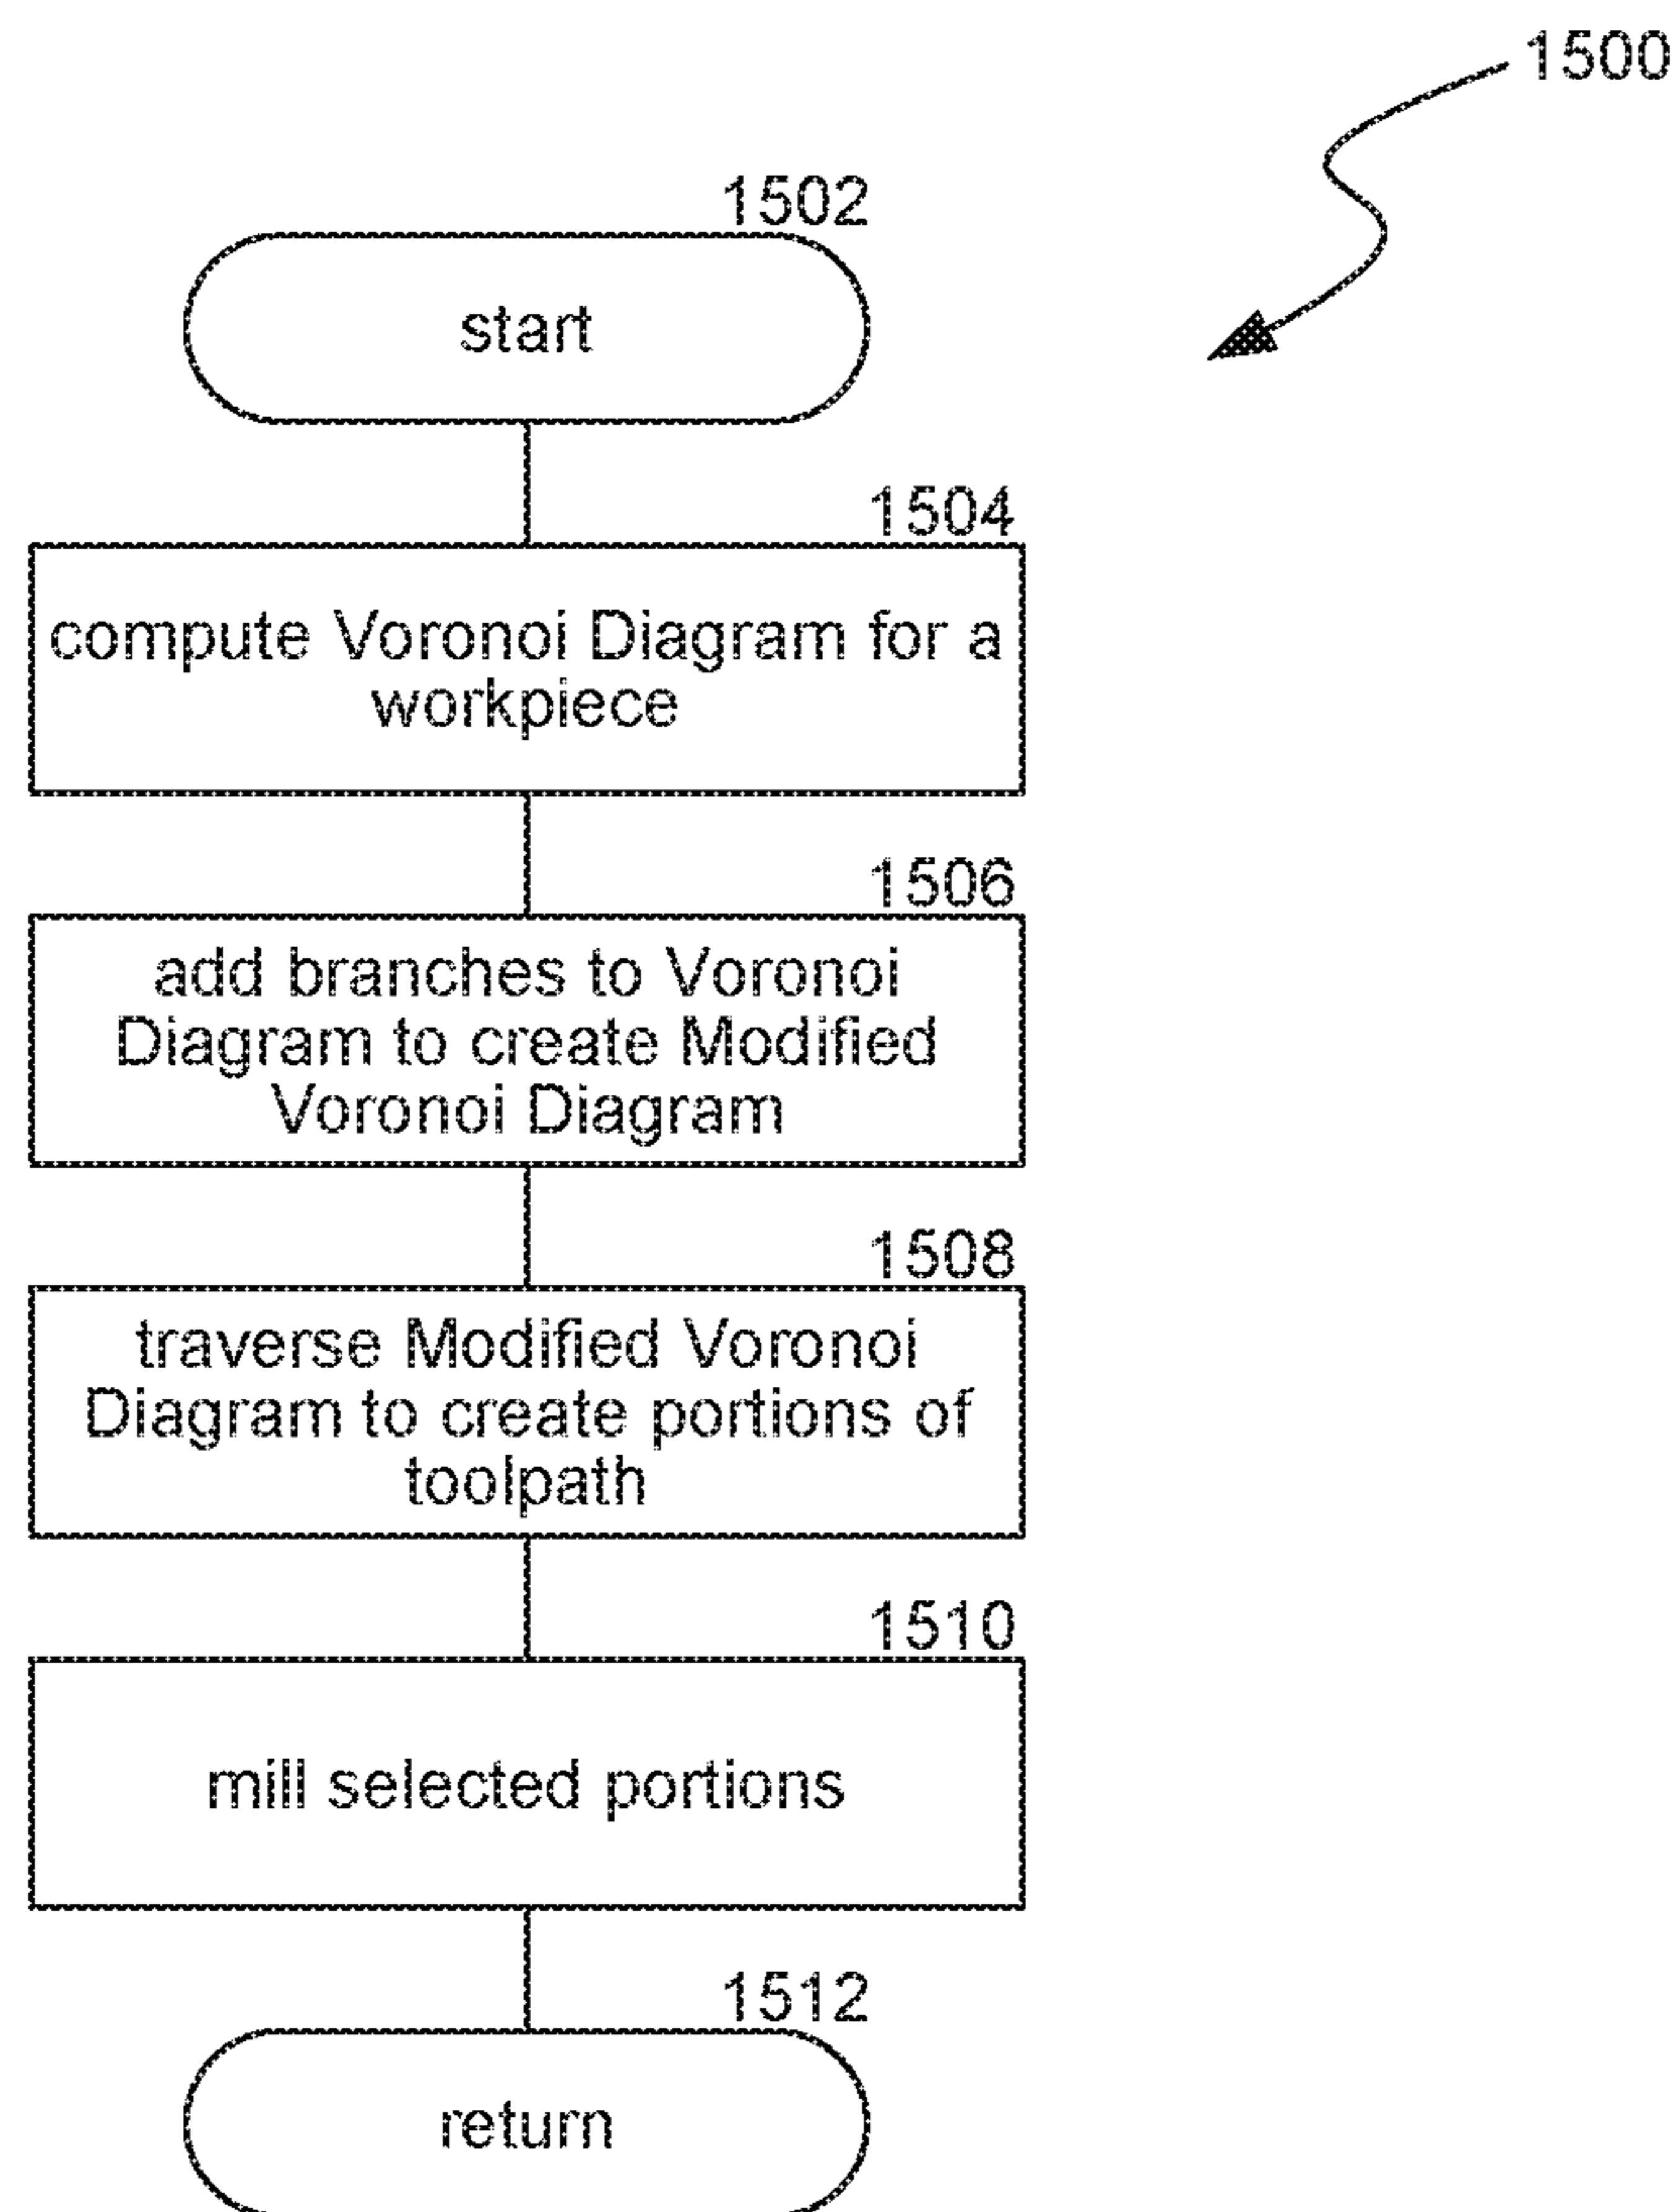 1500
1502
start
1504
compute Voronoi Diagram for a
workpiece
1506
add branches to Voronoi
Diagram to create Modified
Voronoi Diagram
1508
traverse Modified Voronoi
Diagram to create portions of
toolpath
1510
mill selected portions
1512
return